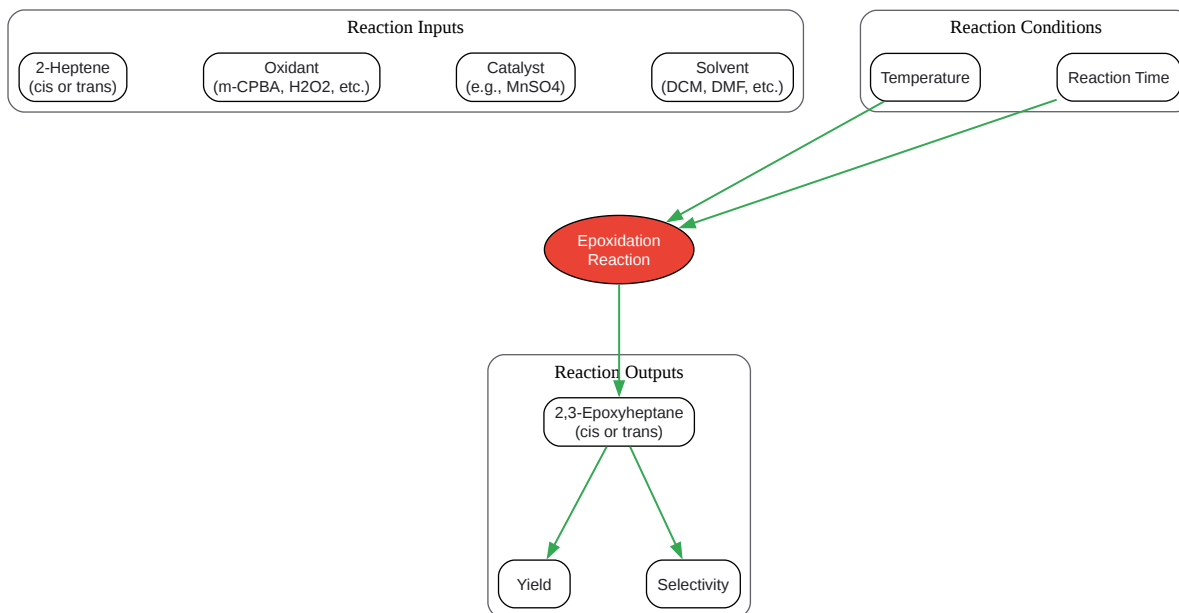 Reaction Inputs
2-Heptene
(cis or trans)
Oxidant
(m-CPBA, H2O2, etc.)
Catalyst
(e.g., MnSO4)
Solvent
(DCM, DMF, etc.)
Reaction Conditions
Temperature
Reaction Time
Epoxidation
Reaction
Reaction Outputs
2,3-Epoxyheptane
(cis or trans)
Yield
Selectivity